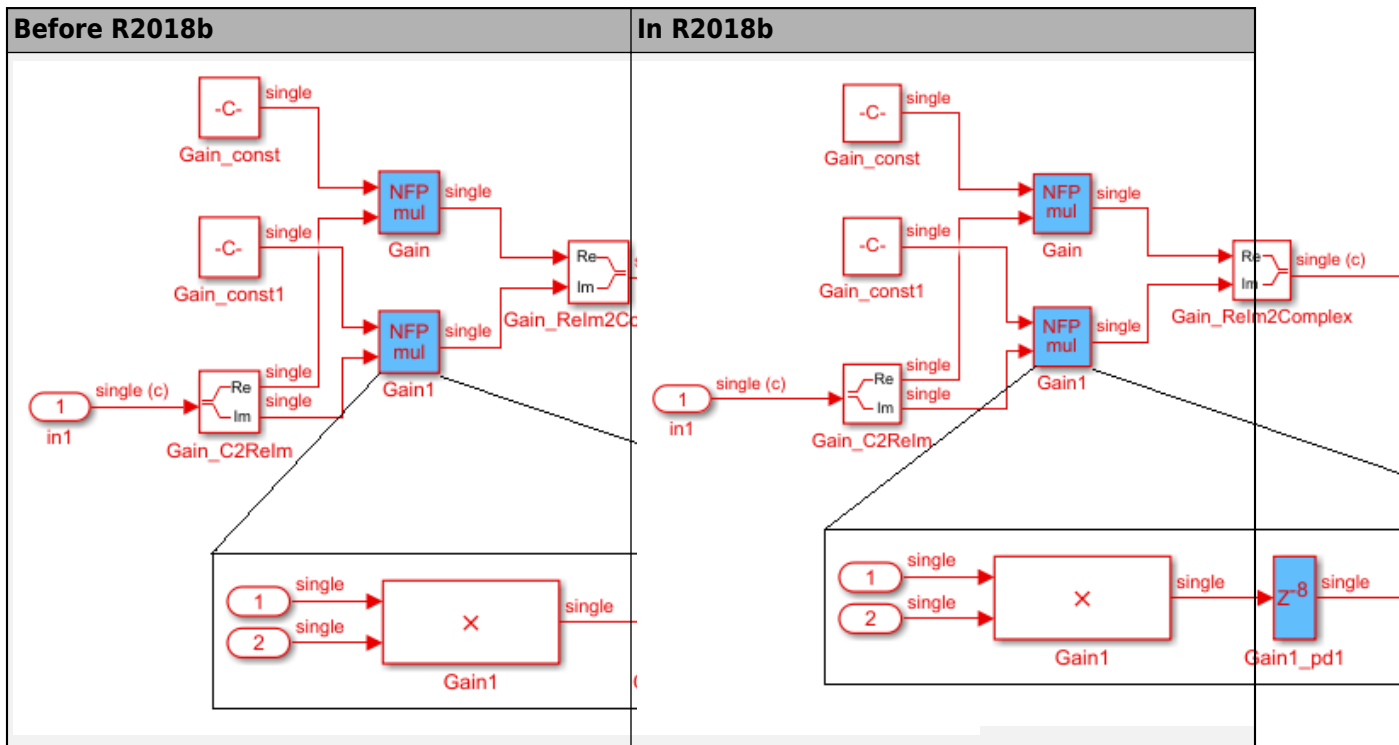 Before R2018b
In R2018b
-C-
single
Gain_const
NFP
mul
single
Gain
-C-
single
Gain_const1
Re
Im
NFP
mul
single
Gain1
1
single (c)
in1
Re
Im
single
single
Gain_C2ReIm
1
single
2
single
×
single
Gain1
-C-
single
Gain_const
NFP
mul
single
Gain
-C-
single
Gain_const1
Re
Im
single (c)
Gain_ReIm2Complex
NFP
mul
single
Gain1
1
single (c)
in1
Re
Im
single
single
Gain_C2ReIm
1
single
2
single
×
single
Gain1
Z-8
single
Gain1_pd1